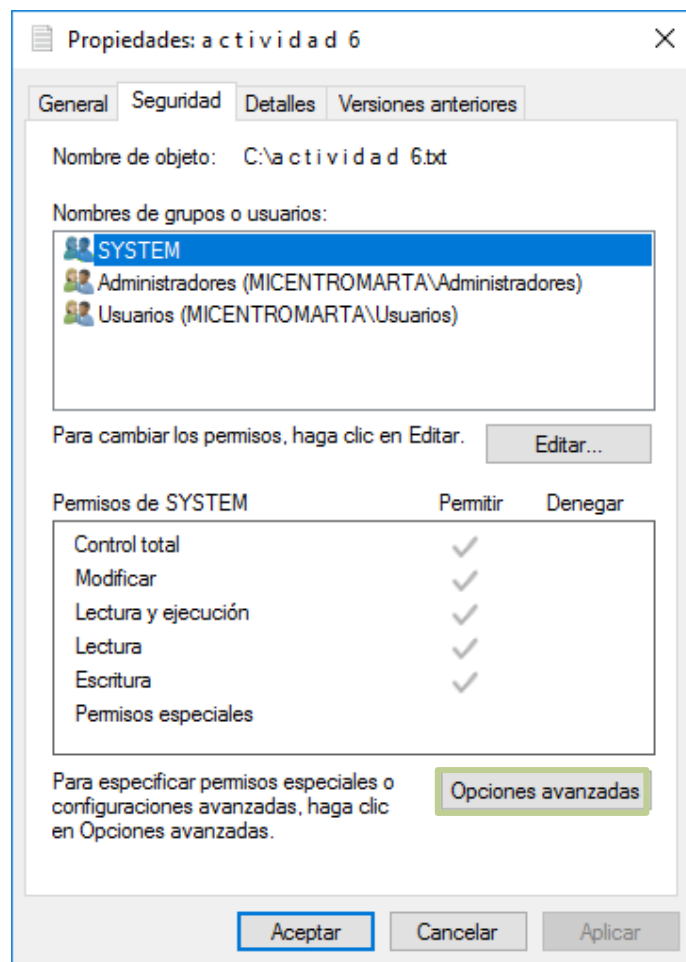 Propiedades: a c t i v i d a d  6
General Seguridad Detalles Versiones anteriores
Nombre de objeto: C:\a c t i v i d a d  6.txt
Nombres de grupos o usuarios:
SYSTEM
Administradores (MICENTROMARTA\Administradores)
Usuarios (MICENTROMARTA\Usuarios)
Para cambiar los permisos, haga clic en Editar. Editar...
Permisos de SYSTEM Permitir Denegar
Control total
Modificar
Lectura y ejecución
Lectura
Escritura
Permisos especiales
Para especificar permisos especiales o
configuraciones avanzadas, haga clic
en Opciones avanzadas.
Opciones avanzadas
Aceptar Cancelar Aplicar